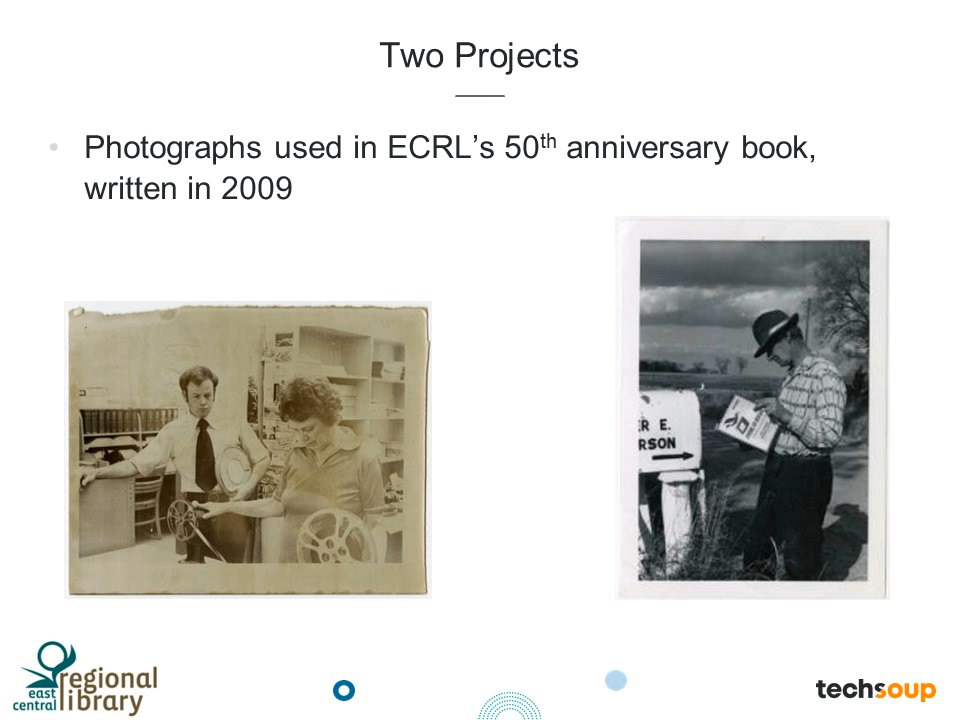 Two Projects
• Photographs used in ECRL’s 50th anniversary book,
written in 2009
R E.
RSON
east
central
regional
library
techsoup